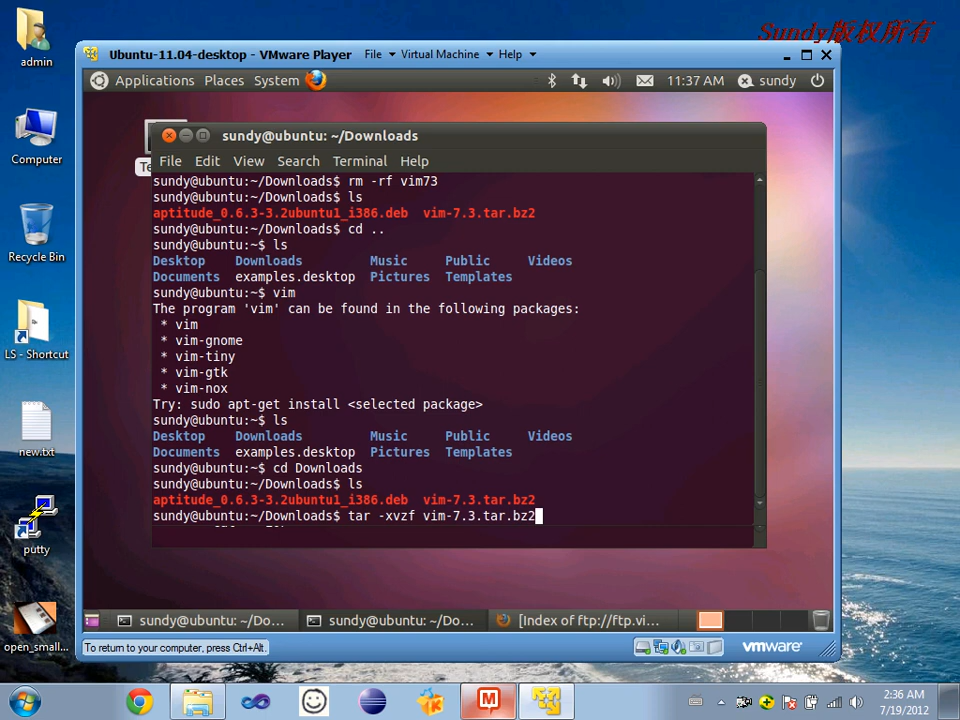 Sundy版权所有
admin
Computer
Recycle Bin
LS - Shortcut
new.txt
putty
open_small...
Ubuntu-11.04-desktop - VMware Player File Virtual Machine Help
Applications Places System 11:37 AM sundy
Te
sundy@ubuntu: ~/Downloads
File Edit View Search Terminal Help
sundy@ubuntu:~/Downloads$ rm -rf vim73
sundy@ubuntu:~/Downloads$ ls
aptitude_0.6.3-3.2ubuntu1_i386.deb vim-7.3.tar.bz2
sundy@ubuntu:~/Downloads$ cd ..
sundy@ubuntu:~$ ls
Desktop Downloads Music Public Videos
Documents examples.desktop Pictures Templates
sundy@ubuntu:~$ vim
The program 'vim' can be found in the following packages:
* vim
* vim-gnome
* vim-tiny
* vim-gtk
* vim-nox
Try: sudo apt-get install <selected package>
sundy@ubuntu:~$ ls
Desktop Downloads Music Public Videos
Documents examples.desktop Pictures Templates
sundy@ubuntu:~$ cd Downloads
sundy@ubuntu:~/Downloads$ ls
aptitude_0.6.3-3.2ubuntu1_i386.deb vim-7.3.tar.bz2
sundy@ubuntu:~/Downloads$ tar -xvzf vim-7.3.tar.bz2
sundy@ubuntu: ~/Do... sundy@ubuntu: ~/Do... [Index of ftp://ftp.vi...
To return to your computer, press Ctrl+Alt.
vmware
2:36 AM
7/19/2012